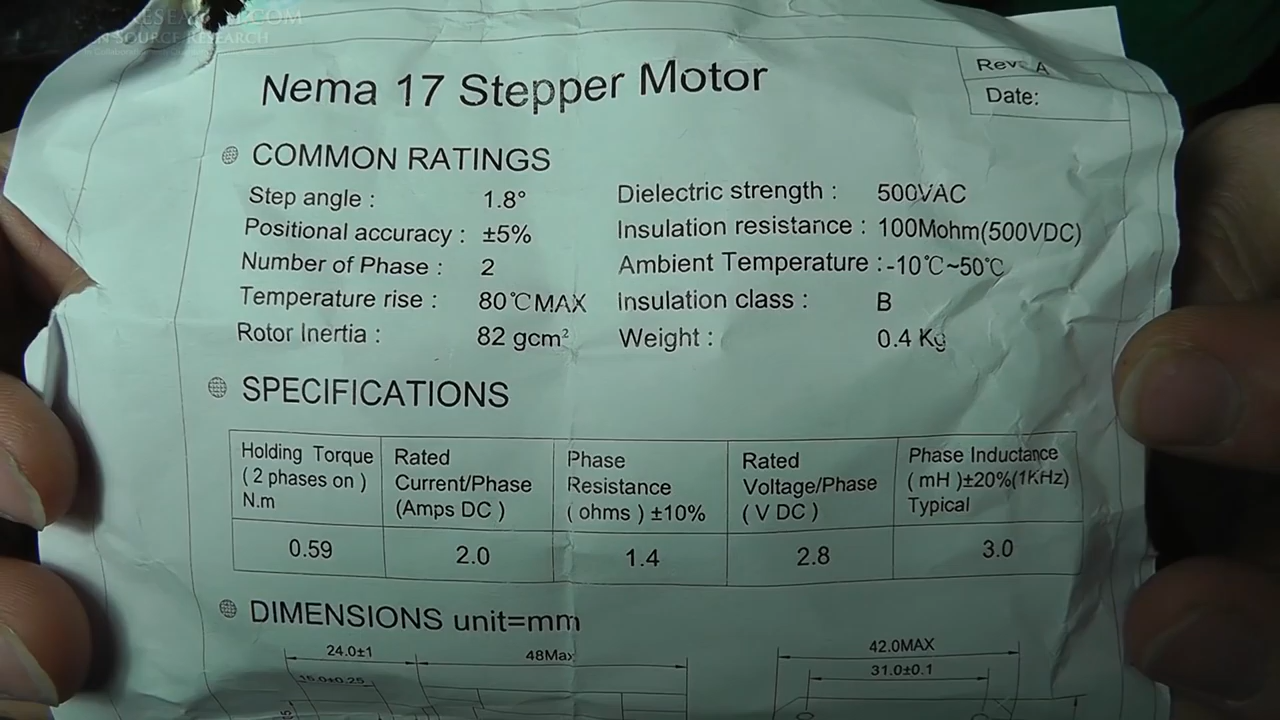 Nema 17 Stepper Motor
Rev: A
Date:
COMMON RATINGS
Step angle : 1.8°
Positional accuracy : ±5%
Number of Phase : 2
Temperature rise : 80℃MAX
Rotor Inertia : 82 gcm²
Dielectric strength : 500VAC
Insulation resistance : 100Mohm(500VDC)
Ambient Temperature :-10℃~50℃
Insulation class : B
Weight : 0.4 Kg
SPECIFICATIONS
Holding Torque
( 2 phases on )
N.m
Rated
Current/Phase
(Amps DC )
Phase
Resistance
( ohms ) ±10%
Rated
Voltage/Phase
( V DC )
Phase Inductance
( mH )±20%(1KHz)
Typical
0.59 2.0 1.4 2.8 3.0
DIMENSIONS unit=mm
24.0±1
48Max
15.0±0.25
42.0MAX
31.0±0.1